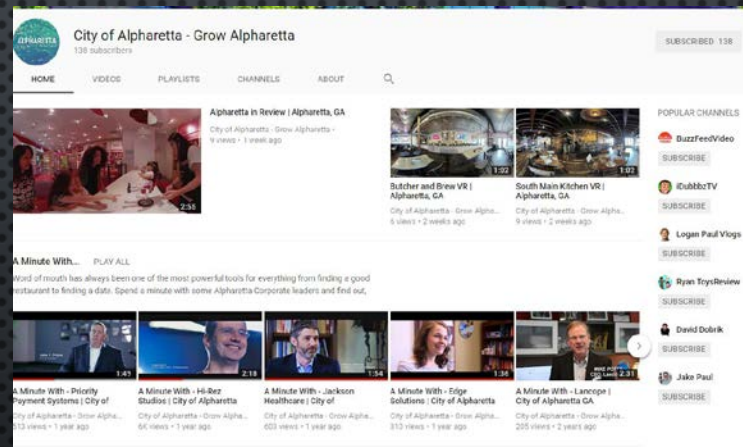 ALPHARETTA
City of Alpharetta - Grow Alpharetta
138 subscribers
SUBSCRIBED 138
HOME VIDEOS PLAYLISTS CHANNELS ABOUT
2:58
Alpharetta in Review | Alpharetta, GA
City of Alpharetta - Grow Alpharetta -
9 views • 1 week ago
1:02
Butcher and Brew VR |
Alpharetta, GA
City of Alpharetta - Grow Alpha...
6 views • 2 weeks ago
1:02
South Main Kitchen VR |
Alpharetta, GA
City of Alpharetta - Grow Alpha...
9 views • 2 weeks ago
A Minute With... PLAY ALL
Word of mouth has always been one of the most powerful tools for everything from finding a good
restaurant to finding a date. Spend a minute with some Alpharetta Corporate leaders and find out,
1:49
A Minute With - Priority
Payment Systems | City of
City of Alpharetta - Grow Alpha...
513 views • 1 year ago
2:18
A Minute With - Hi-Rez
Studios | City of Alpharetta
City of Alpharetta - Grow Alpha...
6K views • 1 year ago
1:54
A Minute With - Jackson
Healthcare | City of
City of Alpharetta - Grow Alpha...
603 views • 1 year ago
1:36
A Minute With - Edge
Solutions | City of Alpharetta
City of Alpharetta - Grow Alpha...
313 views • 1 year ago
2:31
A Minute With - Lancope |
City of Alpharetta GA
City of Alpharetta - Grow Alpha...
205 views • 2 years ago
POPULAR CHANNELS
BuzzFeedVideo
SUBSCRIBE
iDubbbzTV
SUBSCRIBE
Logan Paul Vlogs
SUBSCRIBE
Ryan ToysReview
SUBSCRIBE
David Dobrik
SUBSCRIBE
Jake Paul
SUBSCRIBE